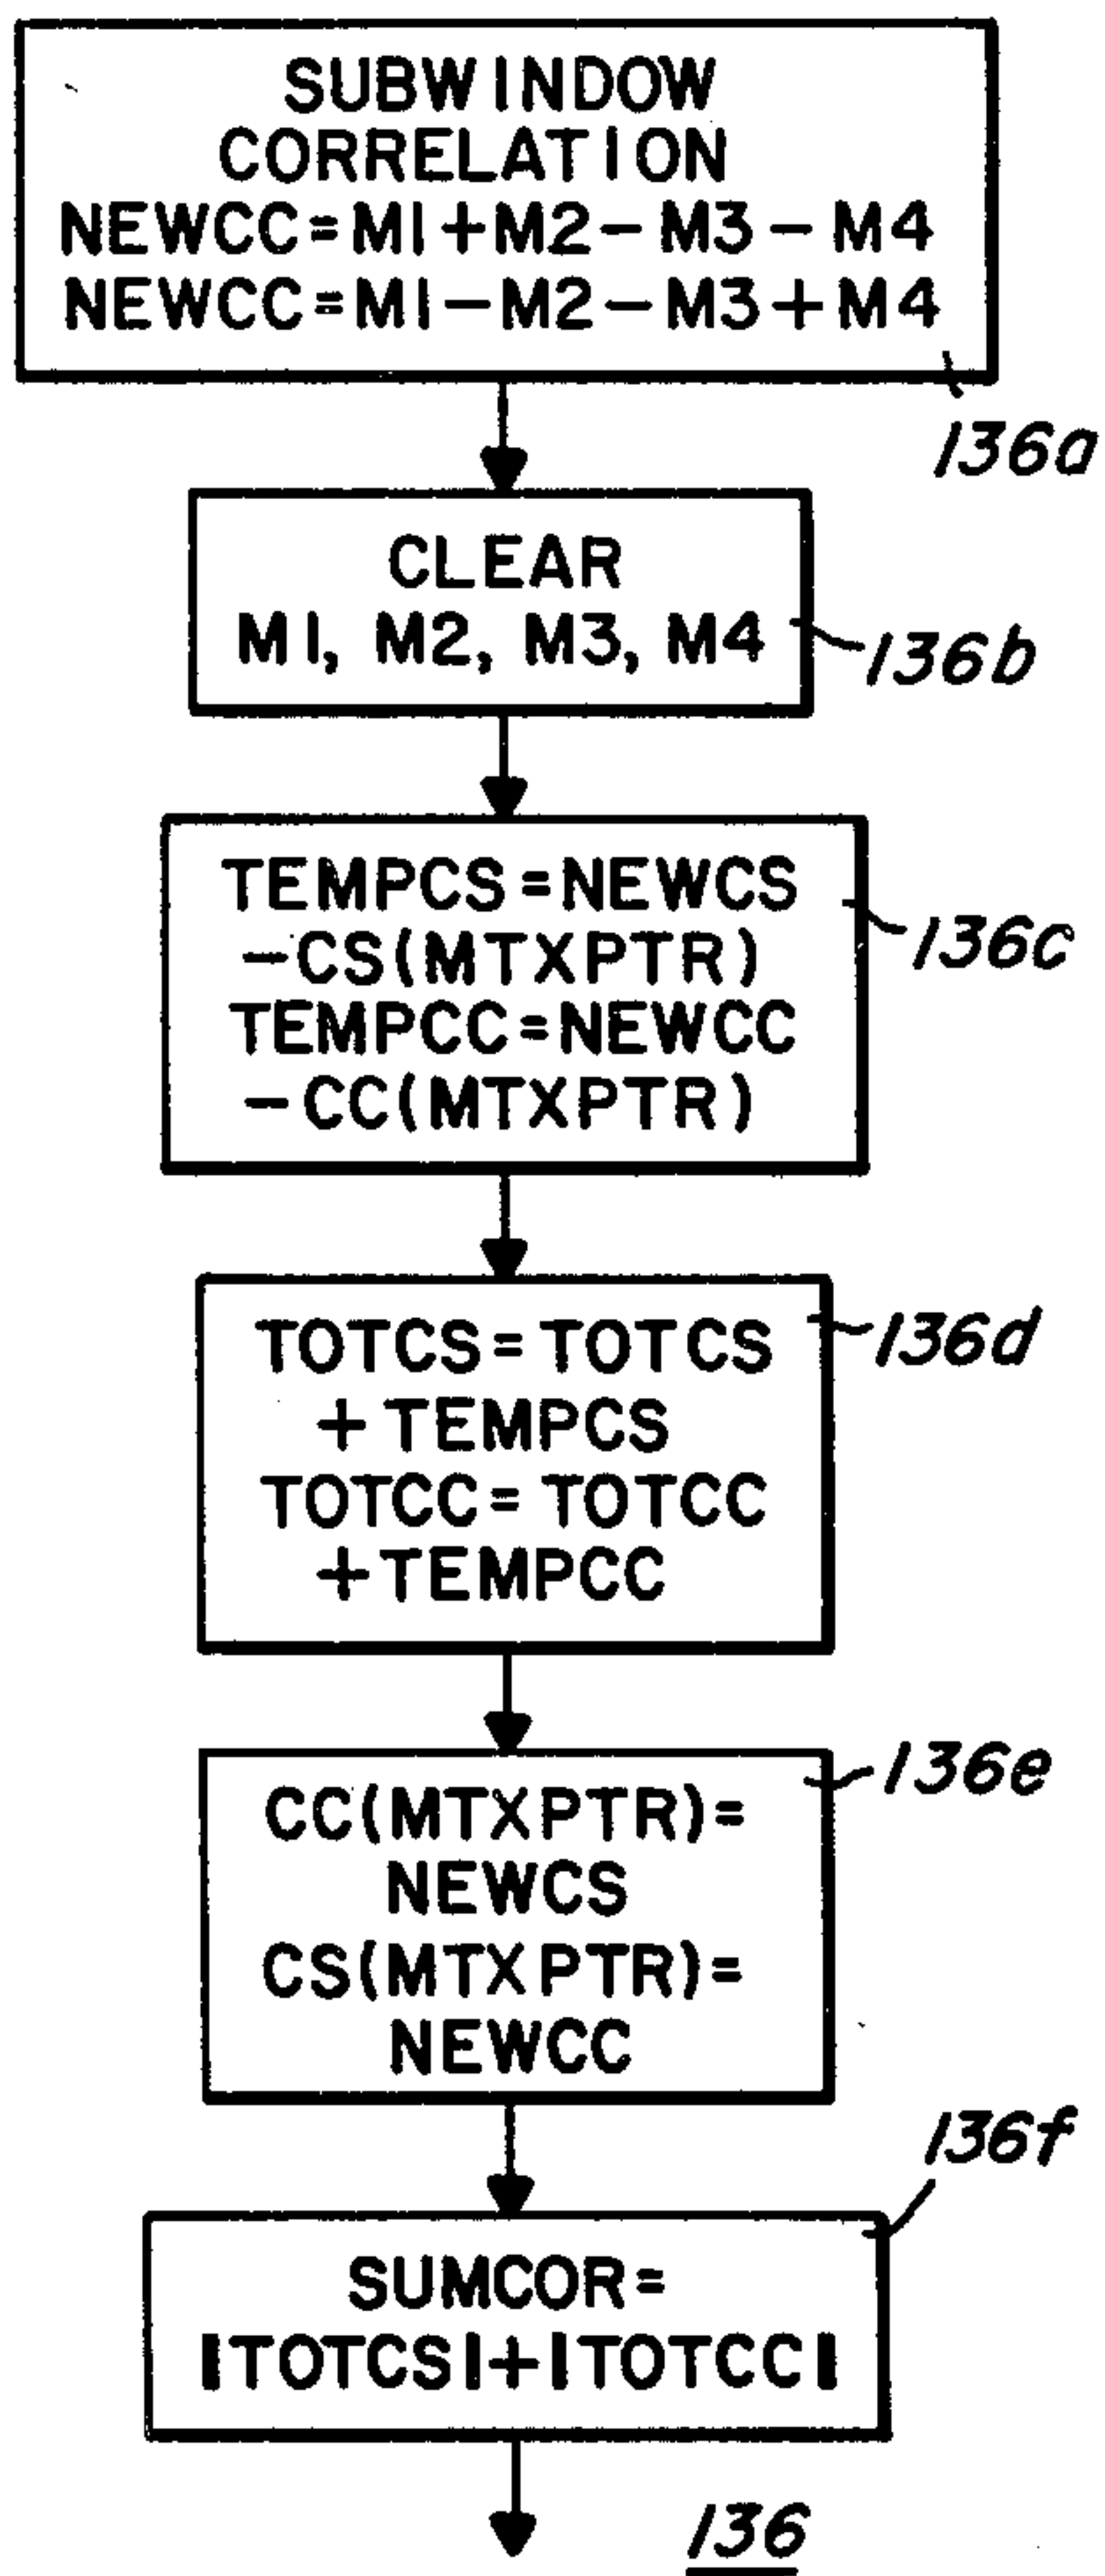 SUBWINDOW
CORRELATION
NEWCC=M1+M2-M3-M4
NEWCC=M1-M2-M3+M4
136a
CLEAR
M1, M2, M3, M4
136b
TEMPCS=NEWCS
-CS(MTXPTR)
TEMPCC=NEWCC
-CC(MTXPTR)
136c
TOTCS=TOTCS
+TEMPCS
TOTCC=TOTCC
+TEMPCC
136d
CC(MTXPTR)=
NEWCS
CS(MTXPTR)=
NEWCC
136e
SUMCOR=
|TOTCS|+|TOTCC|
136f
136